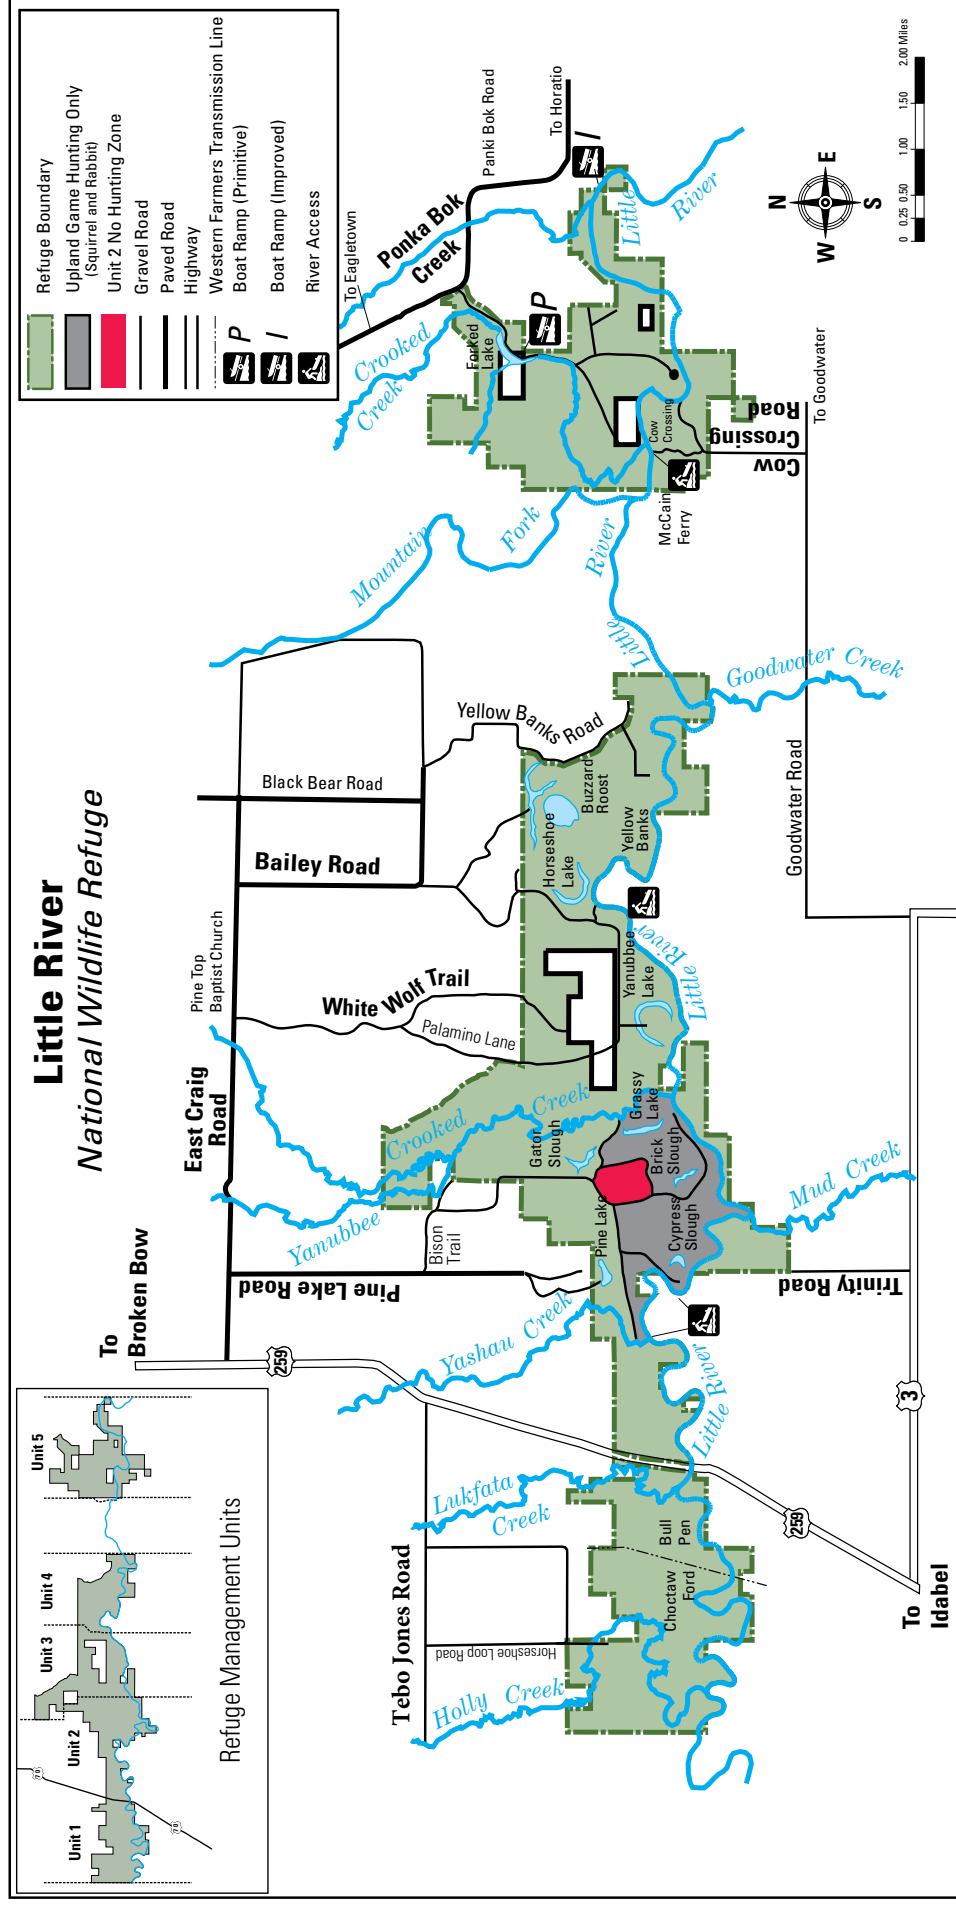 Little River
National Wildlife Refuge
Refuge Boundary
Upland Game Hunting Only
(Squirrel and Rabbit)
Unit 2 No Hunting Zone
Gravel Road
Paved Road
Highway
Western Farmers Transmission Line
P
Boat Ramp (Primitive)
I
Boat Ramp (Improved)
River Access
Unit 1
Unit 2
Unit 3
Unit 4
Unit 5
70
70
Refuge Management Units
To
Broken Bow
259
East Craig
Road
Pine Top
Baptist Church
Black Bear Road
Bailey Road
White Wolf Trail
Palamino Lane
Yellow Banks Road
Pine Lake Road
Bison
Trail
Yanubbee
Crooked
Creek
Yashau Creek
Tebo Jones Road
Lukfata
Creek
Horseshoe Loop Road
Holly Creek
Choctaw
Ford
Bull
Pen
Little River
259
To
Idabel
3
Trinity Road
Mud Creek
Pine Lake
Cypress
Slough
Brick
Slough
Gator
Slough
Grassy
Lake
Yanubbee
Lake
Little River
Little River
Horseshoe
Lake
Buzzard
Roost
Yellow
Banks
Goodwater Creek
Goodwater Road
To Goodwater
Mountain
Fork
Little
River
McCain
Ferry
Cow
Crossing
Cow
Crossing
Road
Crooked
Creek
Forked
Lake
P
Ponka Bok
Creek
To Eagletown
Panki Bok Road
To Horatio
I
Little
River
N
W
E
S
0
0.25
0.50
1.00
1.50
2.00 Miles